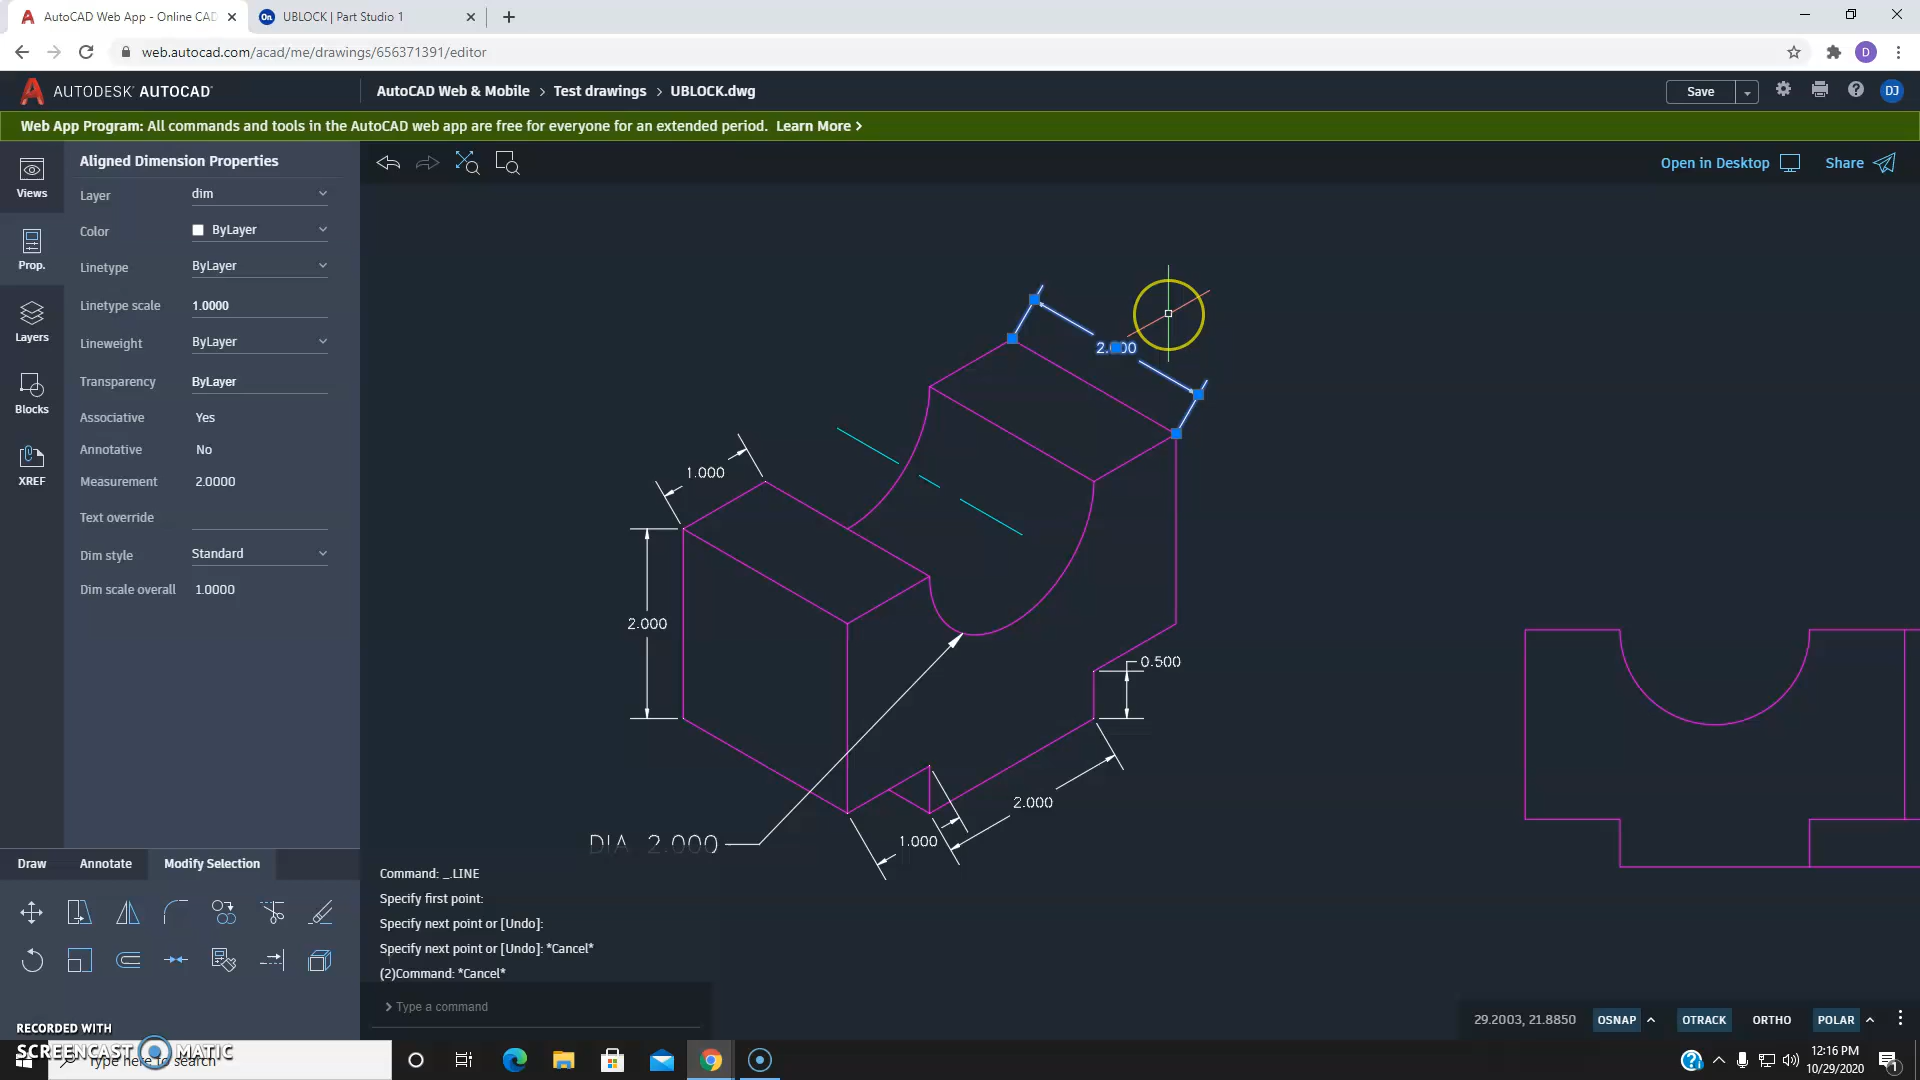 AutoCAD Web App - Online CAD
UBLOCK | Part Studio 1
web.autocad.com/acad/me/drawings/656371391/editor
D
AUTODESK® AUTOCAD®
AutoCAD Web & Mobile > Test drawings > UBLOCK.dwg
Save
DJ
Web App Program: All commands and tools in the AutoCAD web app are free for everyone for an extended period. Learn More >
Views
Prop.
Layers
Blocks
XREF
Aligned Dimension Properties
Layer dim
Color ByLayer
Linetype ByLayer
Linetype scale 1.0000
Lineweight ByLayer
Transparency ByLayer
Associative Yes
Annotative No
Measurement 2.0000
Text override
Dim style Standard
Dim scale overall 1.0000
Open in Desktop
Share
1.000
2.000
0.500
2.000
1.000
DIA 2.000
Draw
Annotate
Modify Selection
Command: _.LINE
Specify first point:
Specify next point or [Undo]:
Specify next point or [Undo]: *Cancel*
(2)Command: *Cancel*
> Type a command
29.2003, 21.8850
OSNAP
OTRACK
ORTHO
POLAR
RECORDED WITH
SCREENCAST MATIC
Type here to search
12:16 PM
10/29/2020
1